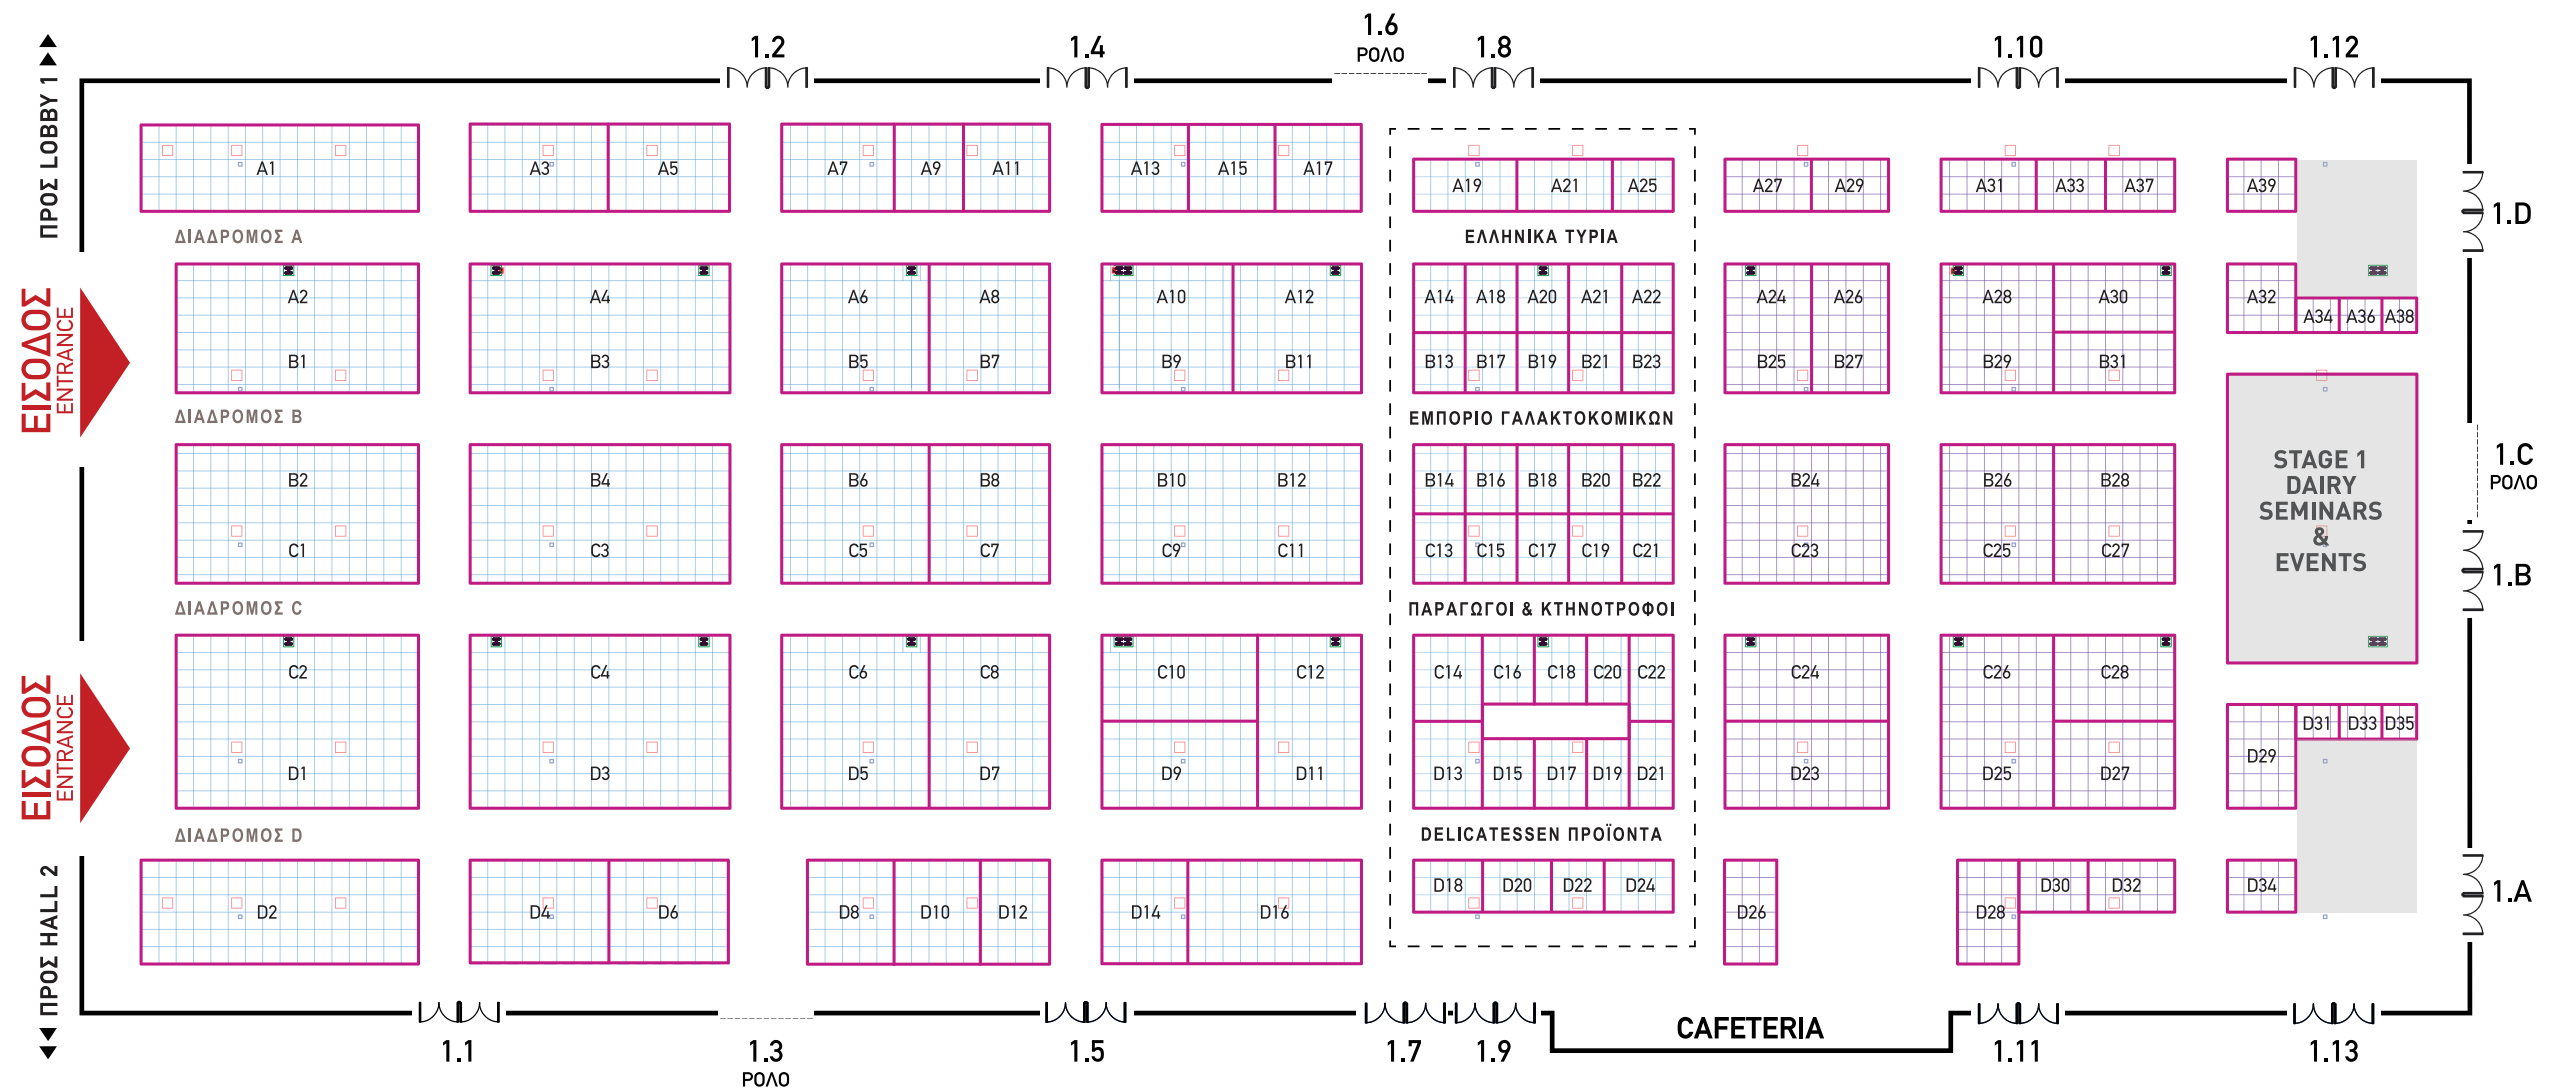 1.2
1.4
1.6
ΡΟΛΟ
1.8
1.10
1.12
ΠΡΟΣ LOBBY 1
A1
A3
A5
A7
A9
A11
A13
A15
A17
A19
A21
A25
A27
A29
A31
A33
A37
A39
1.D
ΔΙΑΔΡΟΜΟΣ A
ΕΛΛΗΝΙΚΑ ΤΥΡΙΑ
ΕΙΣΟΔΟΣ
ENTRANCE
A2
A4
A6
A8
A10
A12
A14
A18
A20
A21
A22
A24
A26
A28
A30
A32
A34
A36
A38
B1
B3
B5
B7
B9
B11
B13
B17
B19
B21
B23
B25
B27
B29
B31
ΔΙΑΔΡΟΜΟΣ B
ΕΜΠΟΡΙΟ ΓΑΛΑΚΤΟΚΟΜΙΚΩΝ
B2
B4
B6
B8
B10
B12
B14
B16
B18
B20
B22
B24
B26
B28
STAGE 1
DAIRY
SEMINARS
&
EVENTS
1.C
ΡΟΛΟ
C1
C3
C5
C7
C9
C11
C13
C15
C17
C19
C21
C23
C25
C27
1.B
ΔΙΑΔΡΟΜΟΣ C
ΠΑΡΑΓΩΓΟΙ & ΚΤΗΝΟΤΡΟΦΟΙ
ΕΙΣΟΔΟΣ
ENTRANCE
C2
C4
C6
C8
C10
C12
C14
C16
C18
C20
C22
C24
C26
C28
D31
D33
D35
D1
D3
D5
D7
D9
D11
D13
D15
D17
D19
D21
D23
D25
D27
D29
ΔΙΑΔΡΟΜΟΣ D
DELICATESSEN ΠΡΟΪΟΝΤΑ
ΠΡΟΣ HALL 2
D2
D4
D6
D8
D10
D12
D14
D16
D18
D20
D22
D24
D26
D28
D30
D32
D34
1.A
CAFETERIA
1.1
1.3
ΡΟΛΟ
1.5
1.7
1.9
1.11
1.13